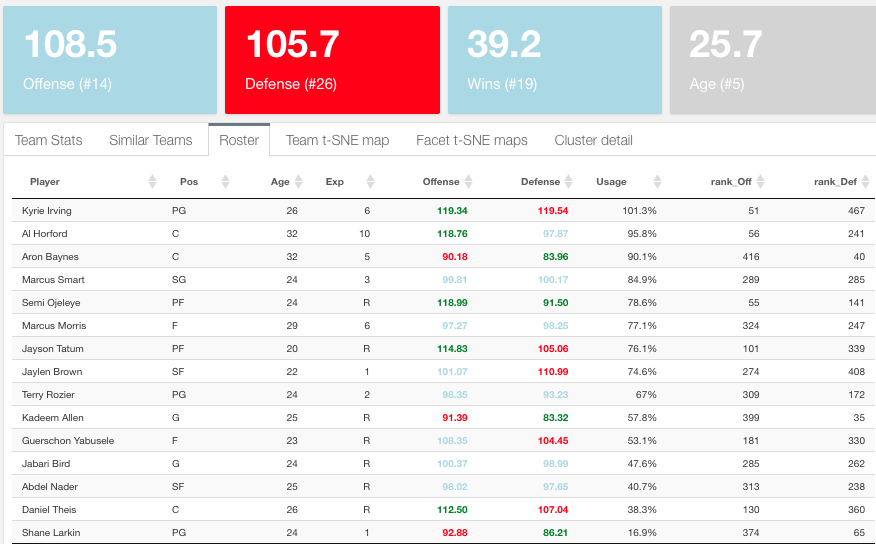 108.5 105.7 39.2 25.7
Offense (#14) Defense (#26) Wins (#19) Age (#5)
Team Stats Similar Teams Roster Team t-SNE map Facet t-SNE maps Cluster detail
Player Pos Age Exp Offense Defense Usage rank_Off rank_Def
Kyrie Irving PG 26 6 119.34 119.54 101.3% 51 467
Al Horford C 32 10 118.76 97.87 95.8% 56 241
Aron Baynes C 32 5 90.18 83.96 90.1% 416 40
Marcus Smart SG 24 3 99.81 100.17 84.9% 289 285
Semi Ojeleye PF 24 R 118.99 91.50 78.6% 55 141
Marcus Morris F 29 6 97.27 98.25 77.1% 324 247
Jayson Tatum PF 20 R 114.83 105.06 76.1% 101 339
Jaylen Brown SF 22 1 101.07 110.99 74.6% 274 408
Terry Rozier PG 24 2 98.35 93.23 67% 309 172
Kadeem Allen G 25 R 91.39 83.32 57.8% 399 35
Guerschon Yabusele F 23 R 108.35 104.45 53.1% 181 330
Jabari Bird G 24 R 100.37 98.99 47.6% 285 262
Abdel Nader SF 25 R 98.02 97.65 40.7% 313 238
Daniel Theis C 26 R 112.50 107.04 38.3% 130 360
Shane Larkin PG 24 1 92.88 86.21 16.9% 374 65